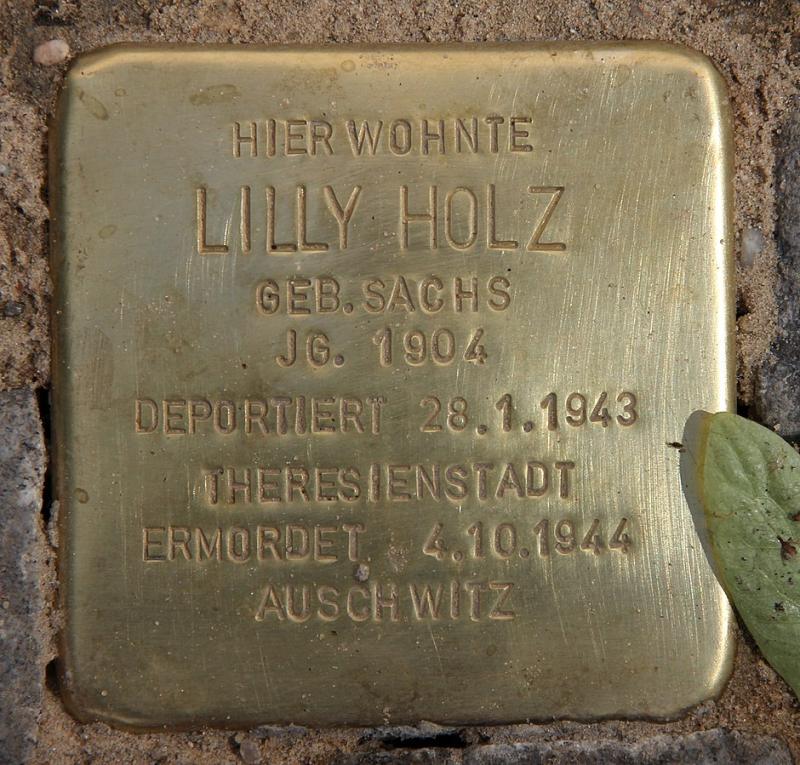 HIER WOHNTE
LILLY HOLZ
GEB. SACHS
JG. 1904
DEPORTIERT 28.1.1943
THERESIENSTADT
ERMORDET 4.10.1944
AUSCHWITZ